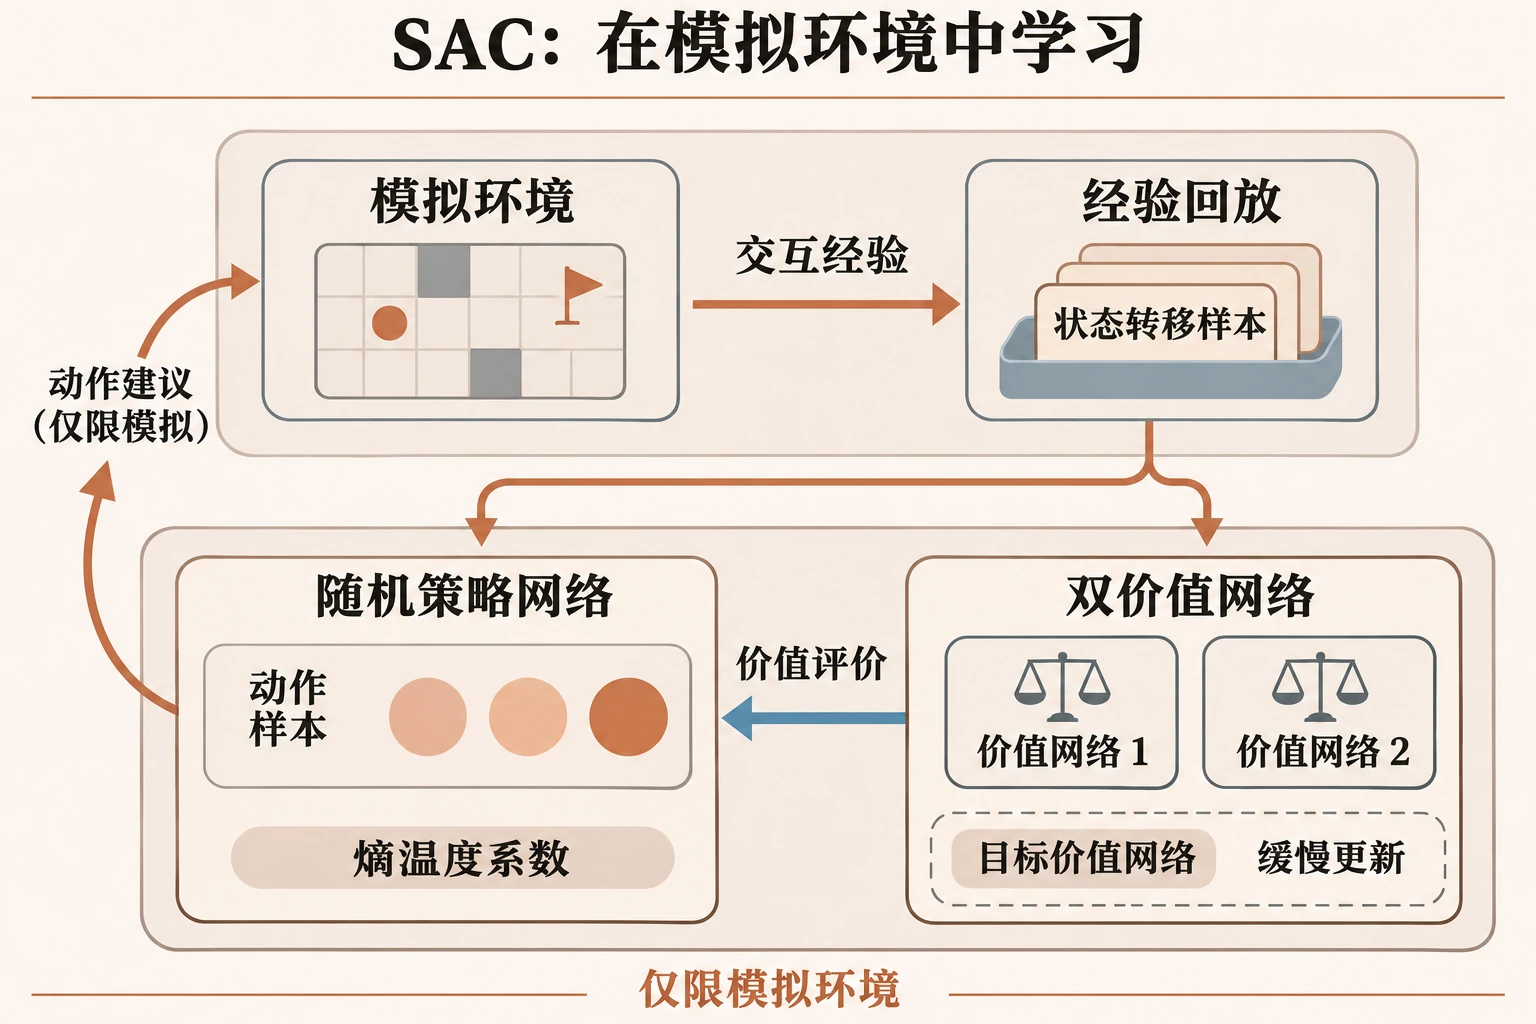 SAC：在模拟环境中学习
模拟环境
交互经验
经验回放
状态转移样本
动作建议
（仅限模拟）
随机策略网络
动作
样本
熵温度系数
价值评价
双价值网络
价值网络 1
价值网络 2
目标价值网络
缓慢更新
仅限模拟环境